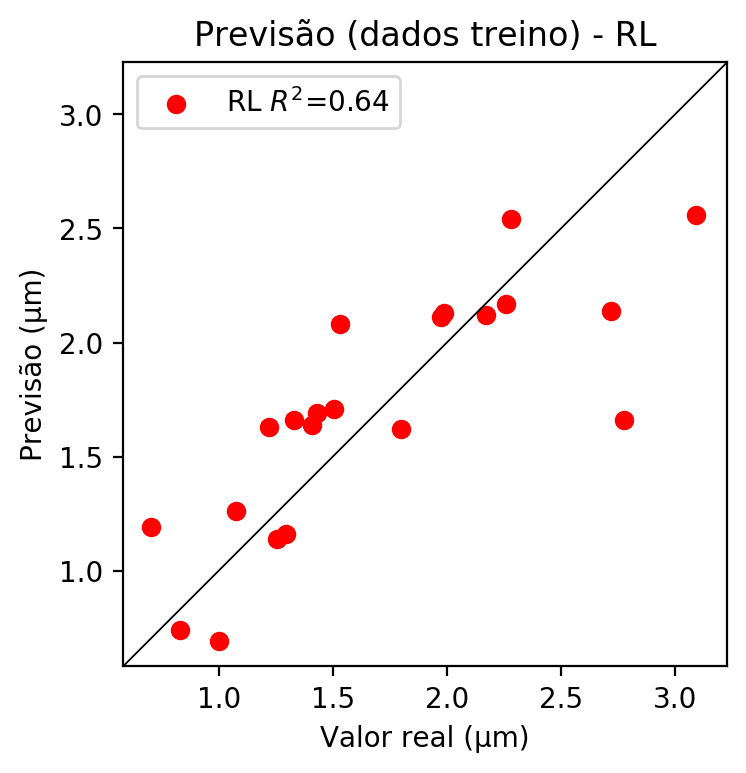 Previsão (dados treino) - RL
RL R²=0.64
Previsão (µm)
3.0
2.5
2.0
1.5
1.0
1.0 1.5 2.0 2.5 3.0
Valor real (µm)